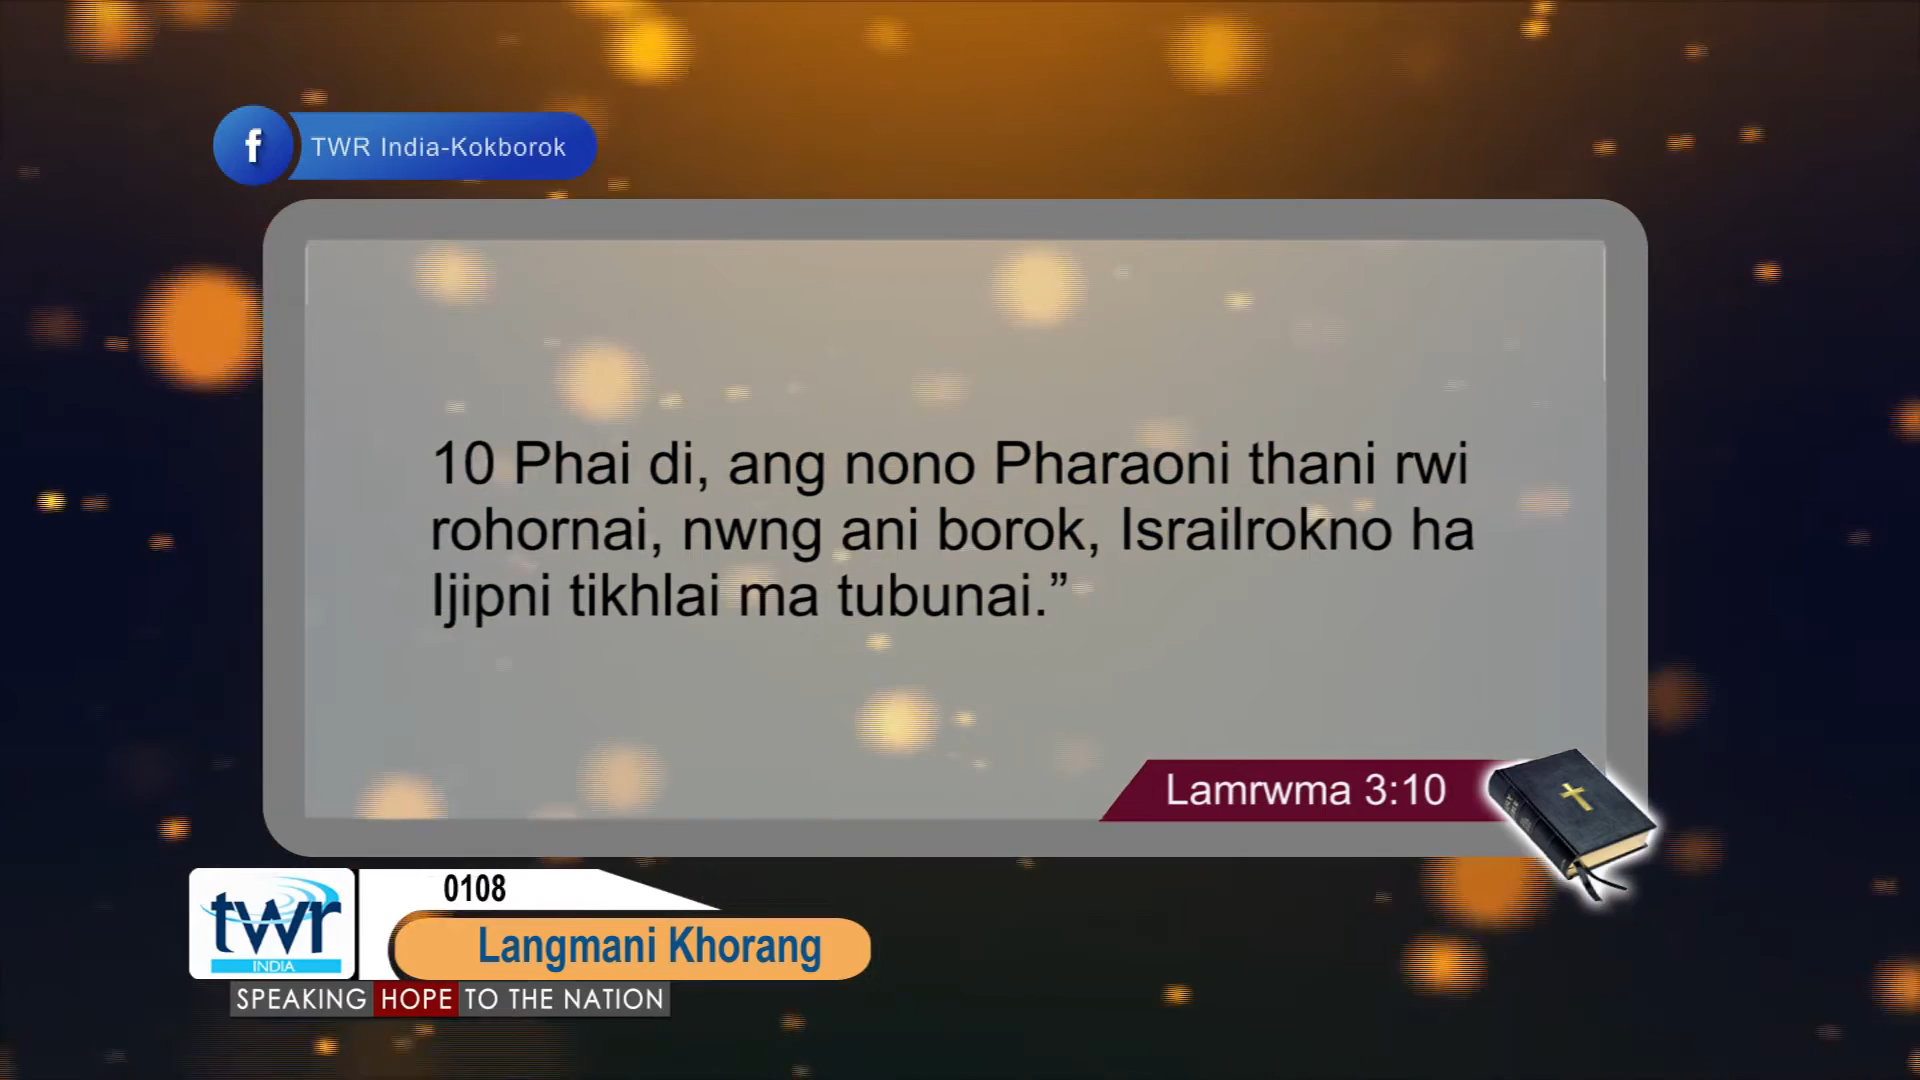 f TWR India-Kokborok
10 Phai di, ang nono Pharaoni thani rwi
rohornai, nwng ani borok, Israilrokno ha
Ijipni tikhlai ma tubunai.”
Lamrwma 3:10
0108
twr
INDIA
Langmani Khorang
SPEAKING HOPE TO THE NATION